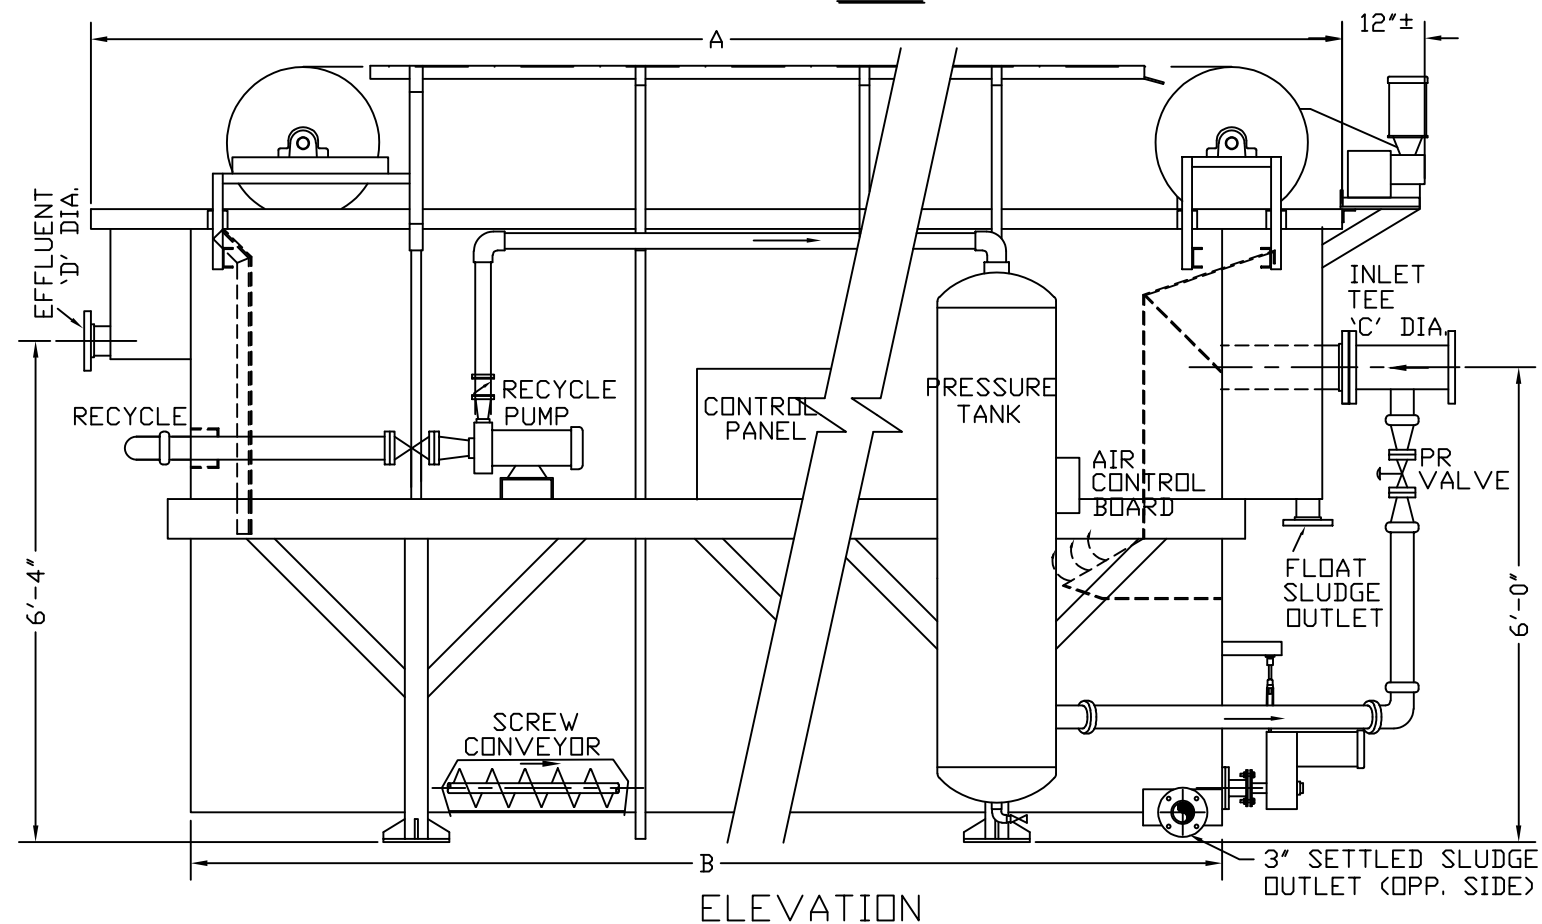 A
12"±
EFFLUENT
'D' DIA.
INLET
TEE
'C' DIA.
RECYCLE
RECYCLE
PUMP
CONTROL
PANEL
PRESSURE
TANK
AIR
CONTROL
BOARD
PR
VALVE
FLOAT
SLUDGE
OUTLET
6'-4"
6'-0"
SCREW
CONVEYOR
B
3" SETTLED SLUDGE
OUTLET (OPP. SIDE)
ELEVATION